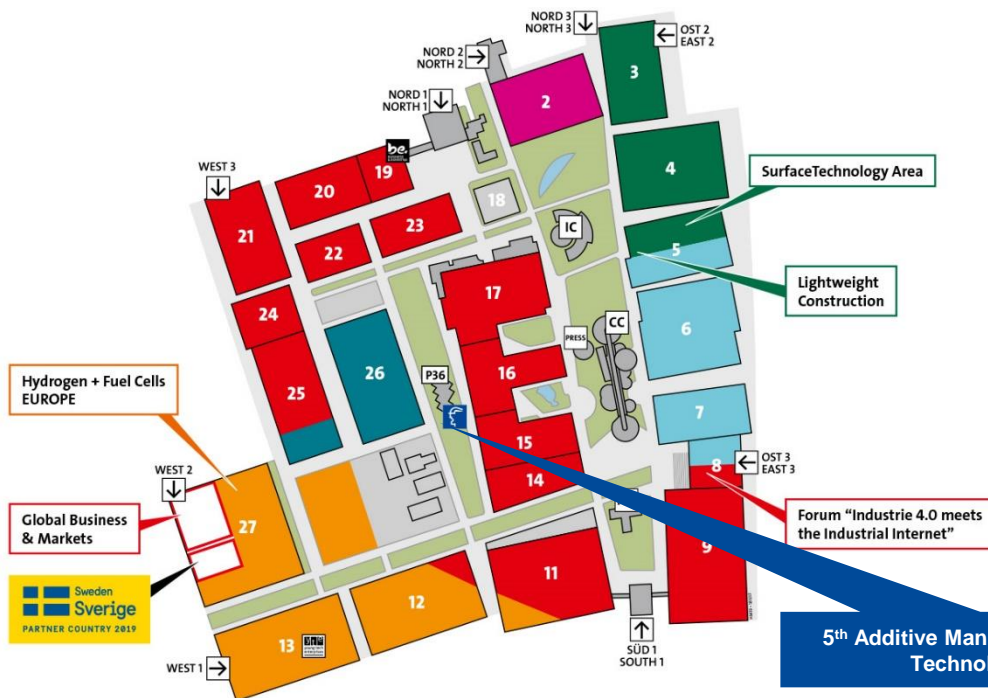 NORD 3
NORTH 3
OST 2
EAST 2
NORD 2
NORTH 2
3
2
NORD 1
NORTH 1
be.
WEST 3
19
20
4
SurfaceTechnology Area
18
21
23
22
IC
5
17
Lightweight
Construction
24
6
CC
PRESS
Hydrogen + Fuel Cells
EUROPE
26
P36
16
25
7
15
WEST 2
14
8
OST 3
EAST 3
Global Business
& Markets
27
Forum “Industrie 4.0 meets
the Industrial Internet”
9
11
12
Sweden
Sverige
PARTNER COUNTRY 2019
13
WEST 1
SÜD 1
SOUTH 1
5th Additive Man
Technol